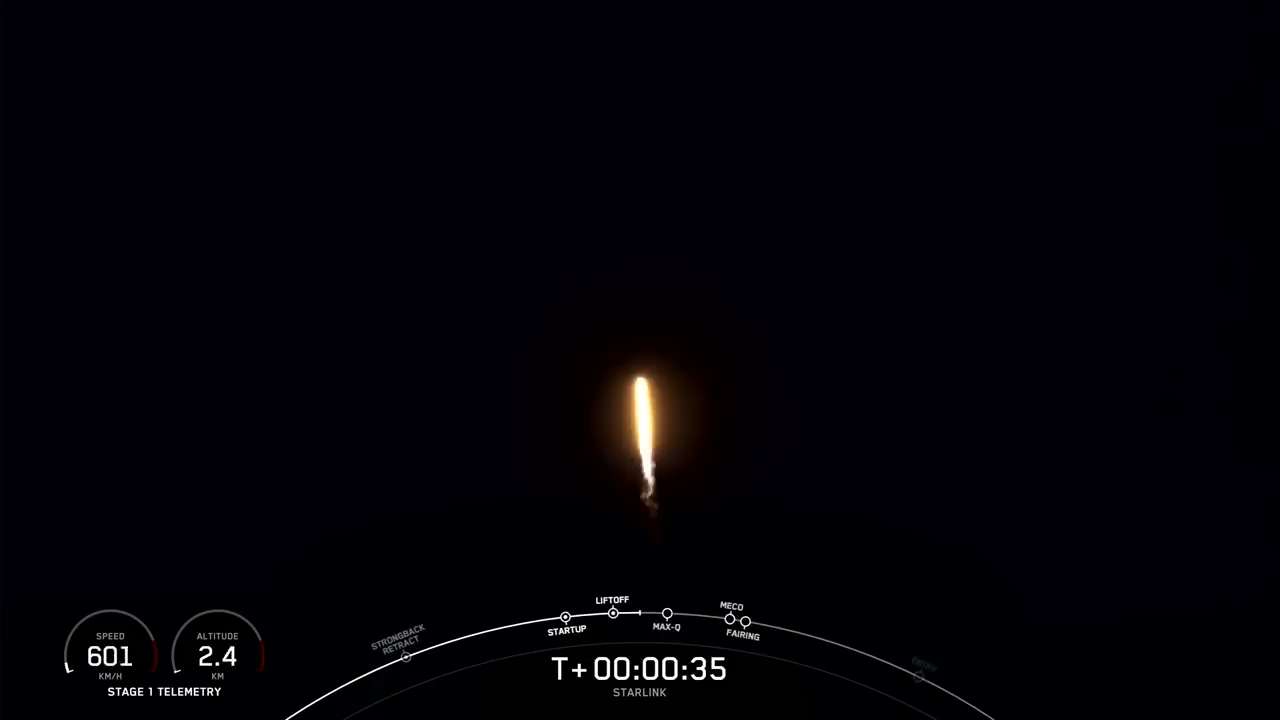 SPEED
601
KM/H
ALTITUDE
2.4
KM
STAGE 1 TELEMETRY
STRONGBACK
RETRACT
STARTUP
LIFTOFF
MAX-Q
MECO
FAIRING
ENTRY
T+00:00:35
STARLINK